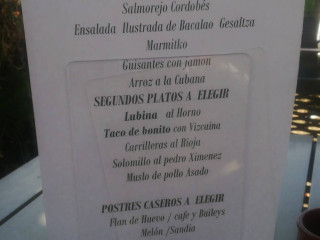 Salmorejo Cordobés
Ensalada Ilustrada de Bacalao Gesaltza
Marmitko
Guisantes con jamon
Arroz a la Cubana
SEGUNDOS PLATOS A ELEGIR
Lubina al Horno
Taco de bonito con Vizcaina
Carrilleras al Rioja
Solomillo al pedro Ximenez
Muslo de pollo Asado
POSTRES CASEROS A ELEGIR
Flan de Huevo / cafe y Baileys
Melón /Sandia